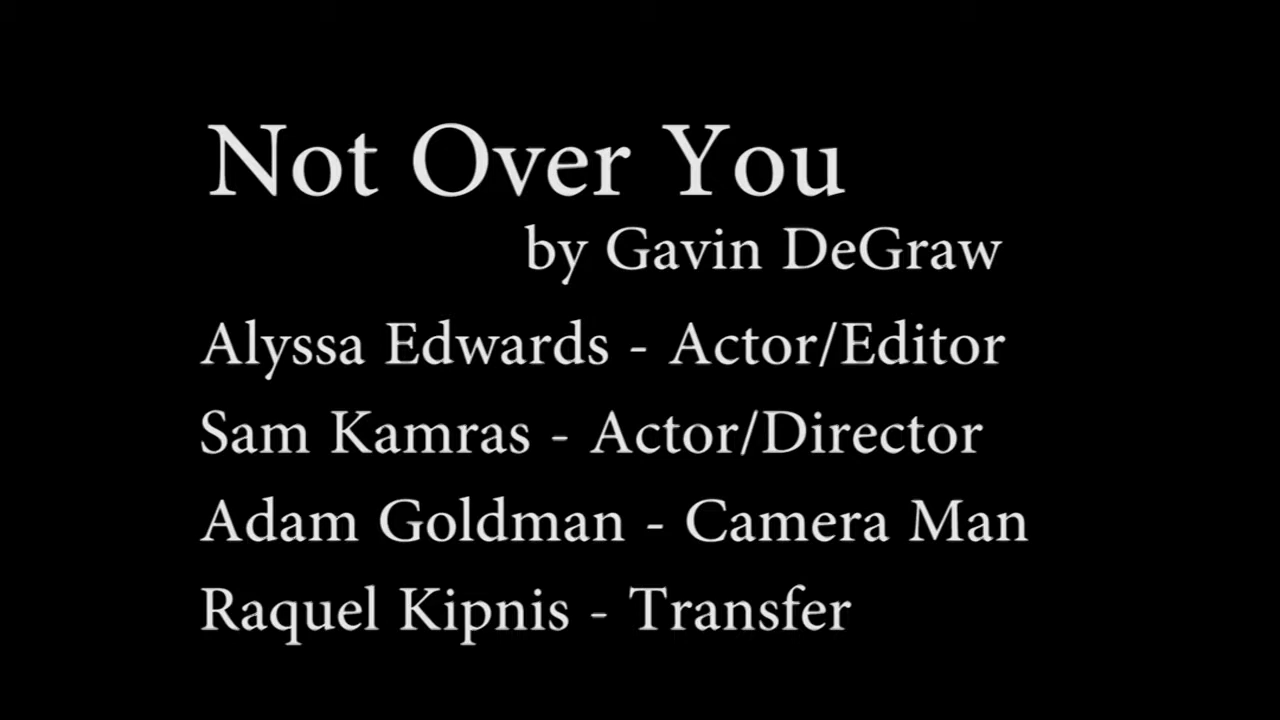 Not Over You
by Gavin DeGraw
Alyssa Edwards - Actor/Editor
Sam Kamras - Actor/Director
Adam Goldman - Camera Man
Raquel Kipnis - Transfer